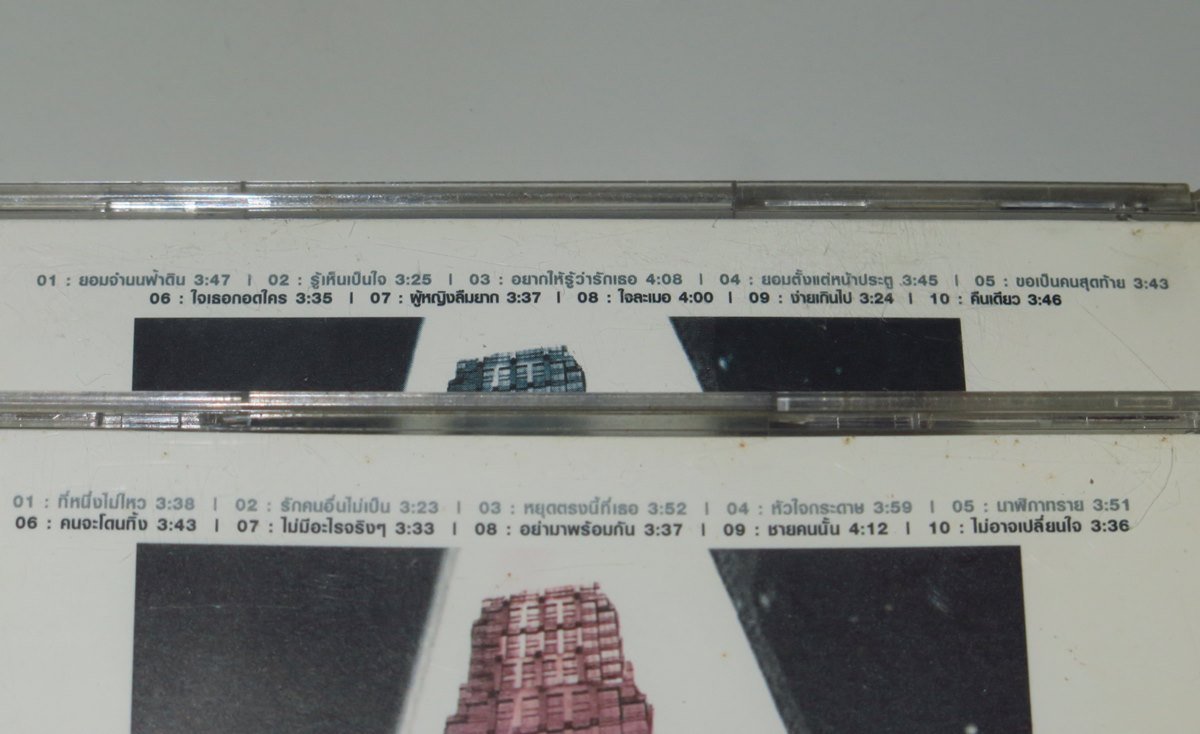 01 : ยอมจำนนฟ้าดิน 3:47 | 02 : รู้เห็นเป็นใจ 3:25 | 03 : อยากให้รู้ว่ารักเธอ 4:08 | 04 : ยอมตั้งแต่หน้าประตู 3:45 | 05 : ขอเป็นคนสุดท้าย 3:43
06 : ใจเธอกอดใคร 3:35 | 07 : ผู้หญิงลืมยาก 3:37 | 08 : ใจละเมอ 4:00 | 09 : ง่ายเกินไป 3:24 | 10 : คืนเดียว 3:46
01 : ที่หนึ่งไม่ไหว 3:38 | 02 : รักคนอื่นไม่เป็น 3:23 | 03 : หยุดตรงนี้ที่เธอ 3:52 | 04 : หัวใจกระดาษ 3:59 | 05 : นาฬิกาทราย 3:51
06 : คนจะโดนทิ้ง 3:43 | 07 : ไม่มีอะไรจริงๆ 3:33 | 08 : อย่ามาพร้อมกัน 3:37 | 09 : ชายคนนั้น 4:12 | 10 : ไม่อาจเปลี่ยนใจ 3:36